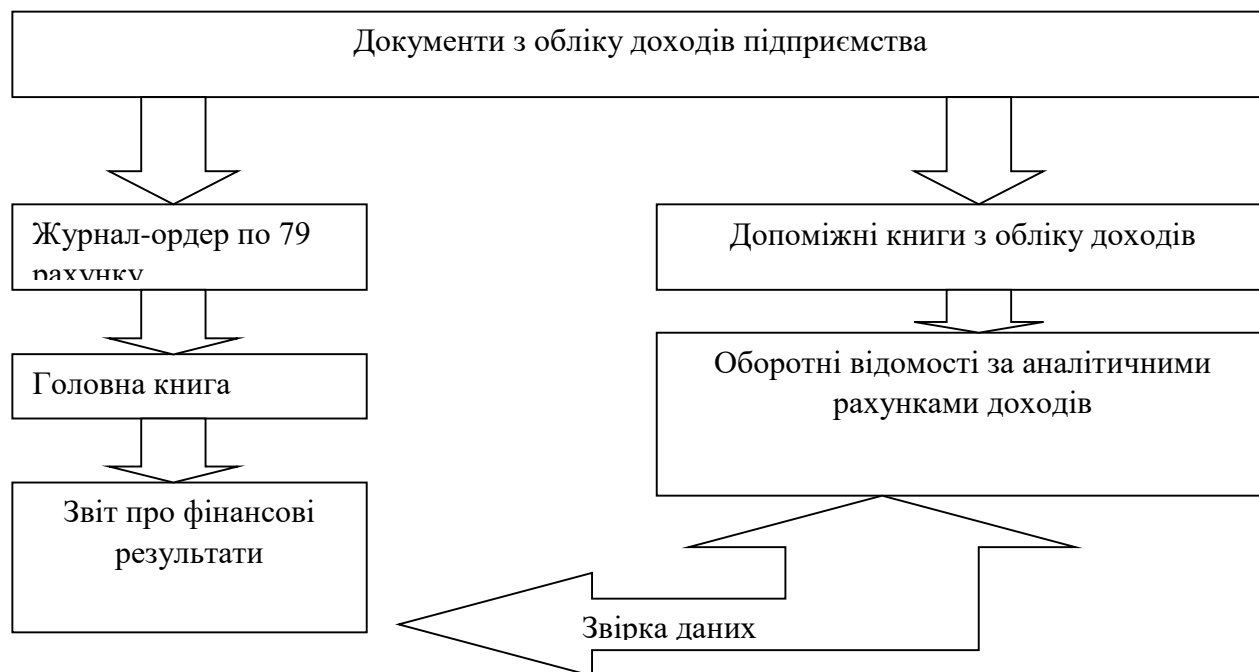 Документи з обліку доходів підприємства
Журнал-ордер по 79
рахунку
Допоміжні книги з обліку доходів
Головна книга
Оборотні відомості за аналітичними
рахунками доходів
Звіт про фінансові
результати
Звірка даних